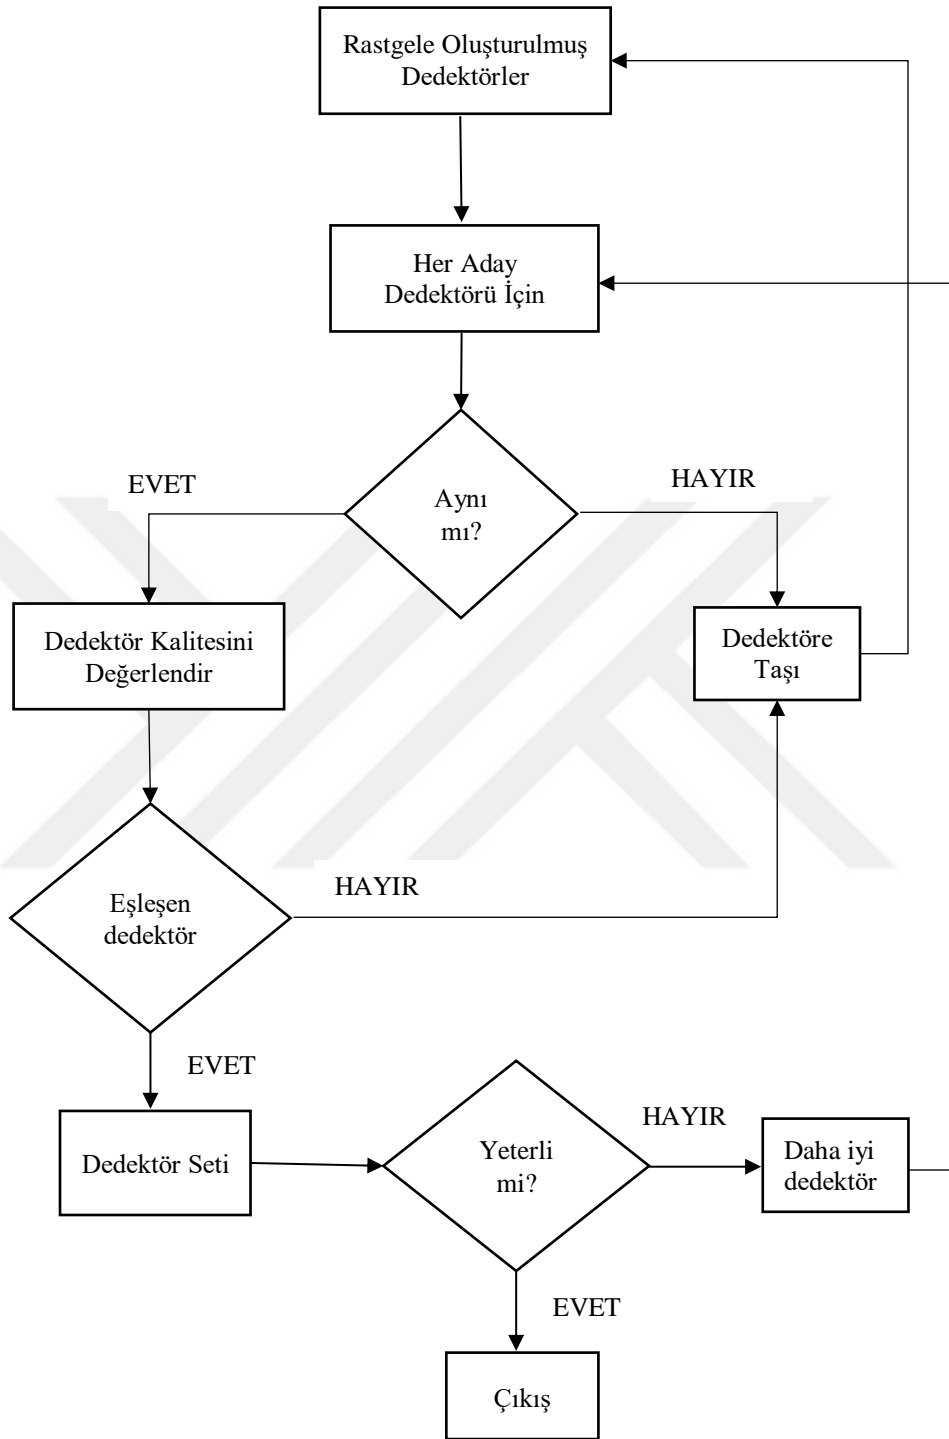 Rastgele Oluşturulmuş
Dedektörler
Her Aday
Dedektörü İçin
EVET
HAYIR
Aynı
mı?
Dedektör Kalitesini
Değerlendir
Dedektöre
Taşı
HAYIR
Eşleşen
dedektör
EVET
HAYIR
Dedektör Seti
Yeterli
mi?
Daha iyi
dedektör
EVET
Çıkış